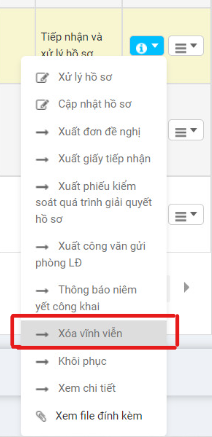 Tiếp nhận và
xử lý hồ sơ
Xử lý hồ sơ
Cập nhật hồ sơ
Xuất đơn đề nghị
Xuất giấy tiếp nhận
Xuất phiếu kiểm
soát quá trình giải quyết
hồ sơ
Xuất công văn gửi
phòng LĐ
Thông báo niêm
yết công khai
Xóa vĩnh viễn
Khôi phục
Xem chi tiết
Xem file đính kèm